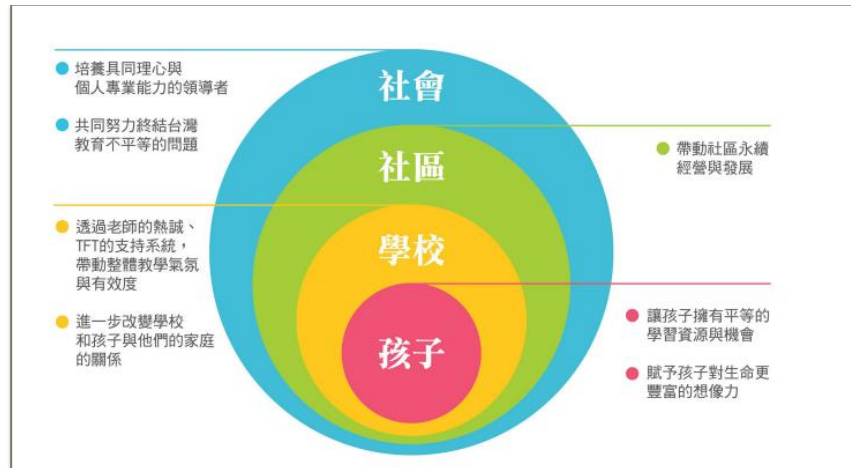 培養具同理心與
個人專業能力的領導者
共同努力終結台灣
教育不平等的問題
社會
社區
學校
孩子
帶動社區永續
經營與發展
透過老師的熱誠、
TFT的支持系統，
帶動整體教學氣氛
與有效度
進一步改變學校
和孩子與他們的家庭
的關係
讓孩子擁有平等的
學習資源與機會
賦予孩子對生命更
豐富的想像力